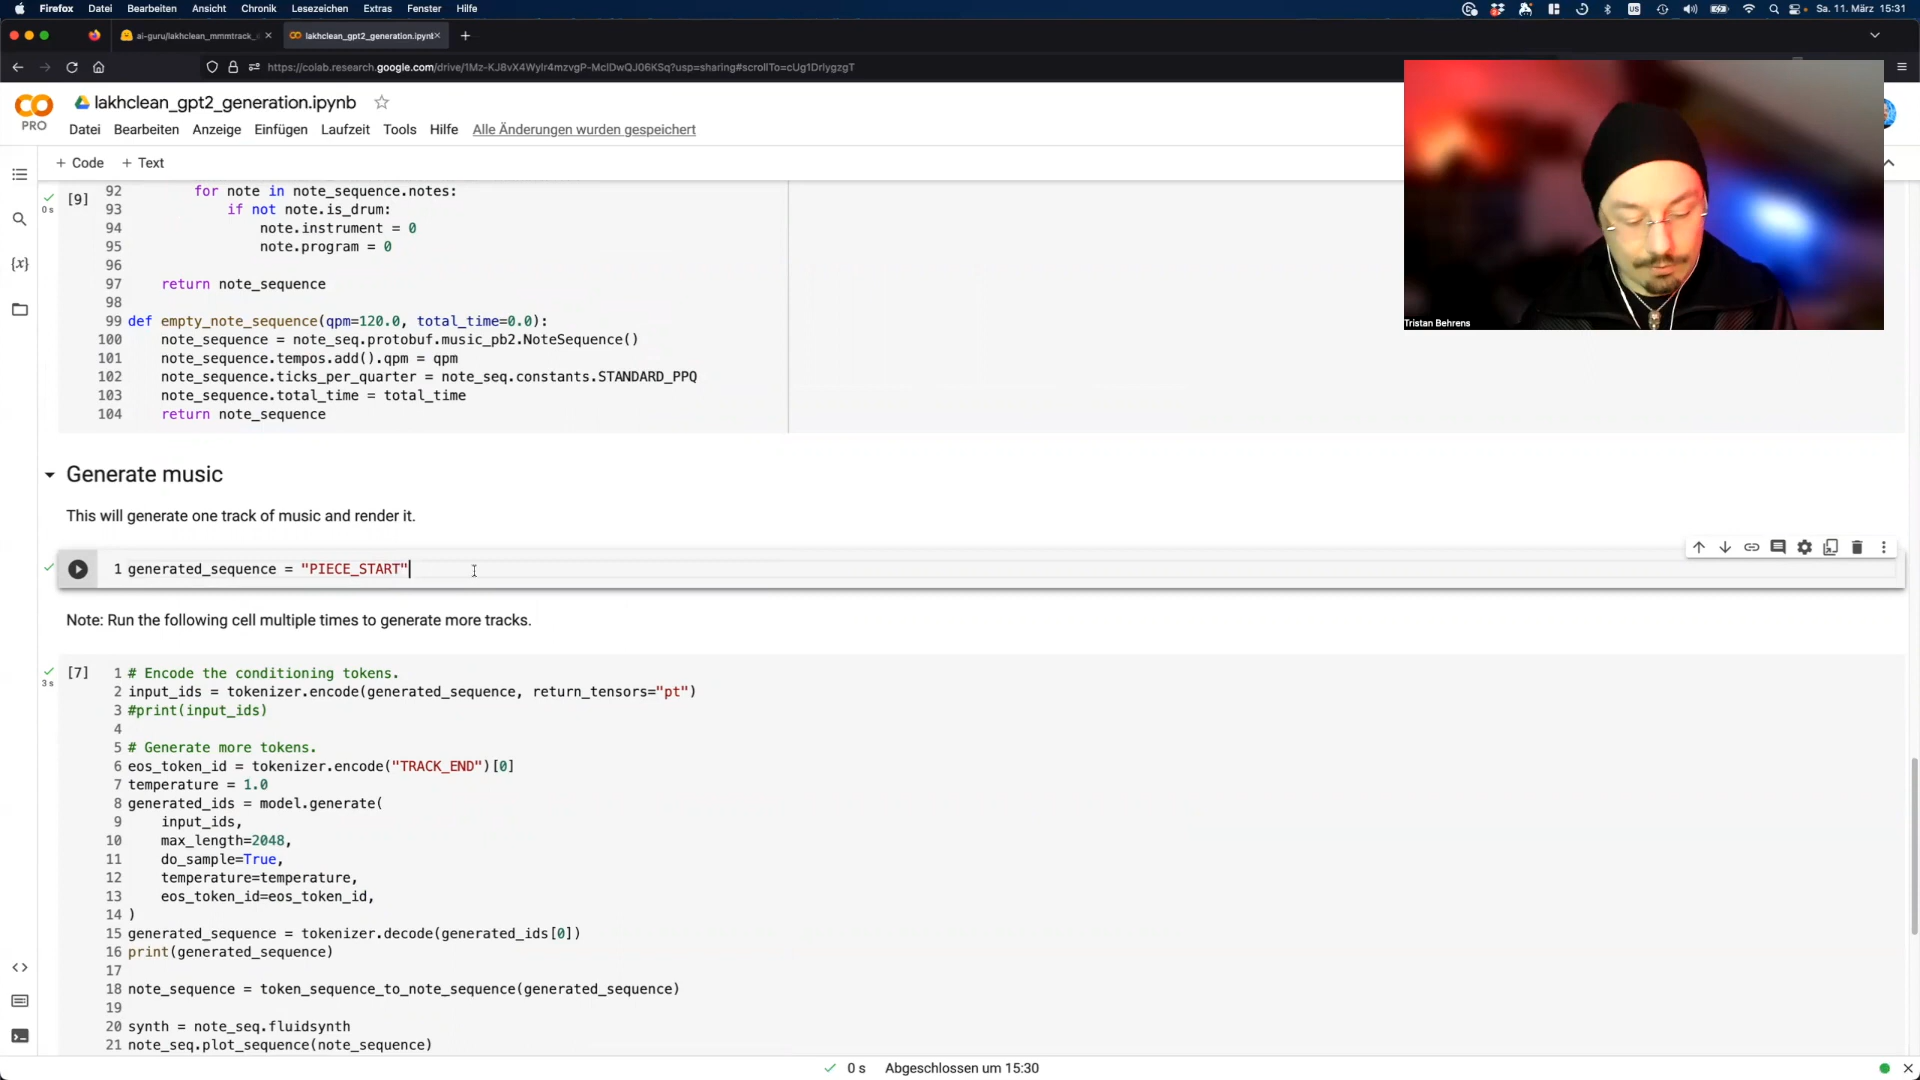 Firefox Datei Bearbeiten Ansicht Chronik Lesezeichen Extras Fenster Hilfe
US
Sa. 11. März 15:31
ai-guru/lakhclean_mmmtrack_
lakhclean_gpt2_generation.ipynb
https://colab.research.google.com/drive/1Mz-KJ8vX4Wylr4mzvgP-MclDwQJ06KSq?usp=sharing#scrollTo=cUg1DrlygzgT
PRO
lakhclean_gpt2_generation.ipynb
Datei Bearbeiten Anzeige Einfügen Laufzeit Tools Hilfe Alle Änderungen wurden gespeichert
+ Code + Text
Tristan Behrens
[9]
0 s
92 for note in note_sequence.notes:
93 if not note.is_drum:
94 note.instrument = 0
95 note.program = 0
96
97 return note_sequence
98
99 def empty_note_sequence(qpm=120.0, total_time=0.0):
100 note_sequence = note_seq.protobuf.music_pb2.NoteSequence()
101 note_sequence.tempos.add().qpm = qpm
102 note_sequence.ticks_per_quarter = note_seq.constants.STANDARD_PPQ
103 note_sequence.total_time = total_time
104 return note_sequence
Generate music
This will generate one track of music and render it.
1 generated_sequence = "PIECE_START"
Note: Run the following cell multiple times to generate more tracks.
[7]
3 s
1 # Encode the conditioning tokens.
2 input_ids = tokenizer.encode(generated_sequence, return_tensors="pt")
3 #print(input_ids)
4
5 # Generate more tokens.
6 eos_token_id = tokenizer.encode("TRACK_END")[0]
7 temperature = 1.0
8 generated_ids = model.generate(
9 input_ids,
10 max_length=2048,
11 do_sample=True,
12 temperature=temperature,
13 eos_token_id=eos_token_id,
14 )
15 generated_sequence = tokenizer.decode(generated_ids[0])
16 print(generated_sequence)
17
18 note_sequence = token_sequence_to_note_sequence(generated_sequence)
19
20 synth = note_seq.fluidsynth
21 note_seq.plot_sequence(note_sequence)
0 s Abgeschlossen um 15:30